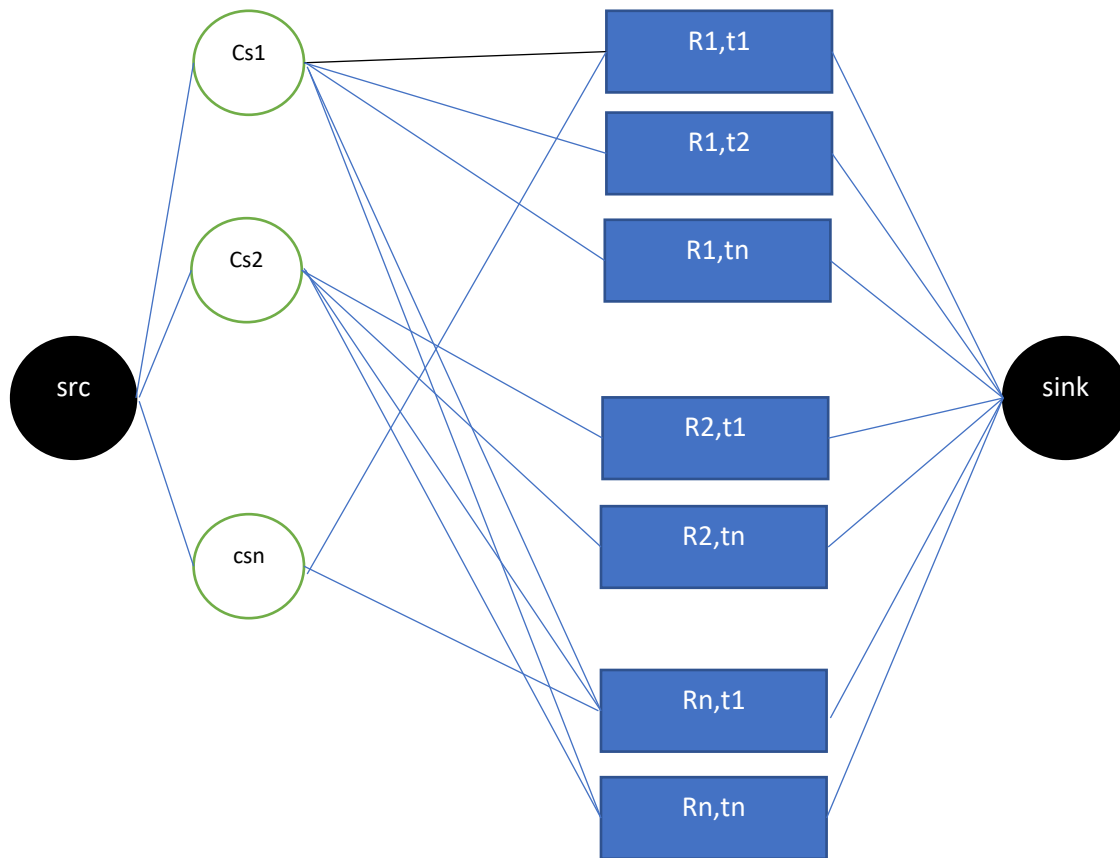 Cs1
R1,t1
R1,t2
Cs2
R1,tn
src
sink
R2,t1
R2,tn
csn
Rn,t1
Rn,tn